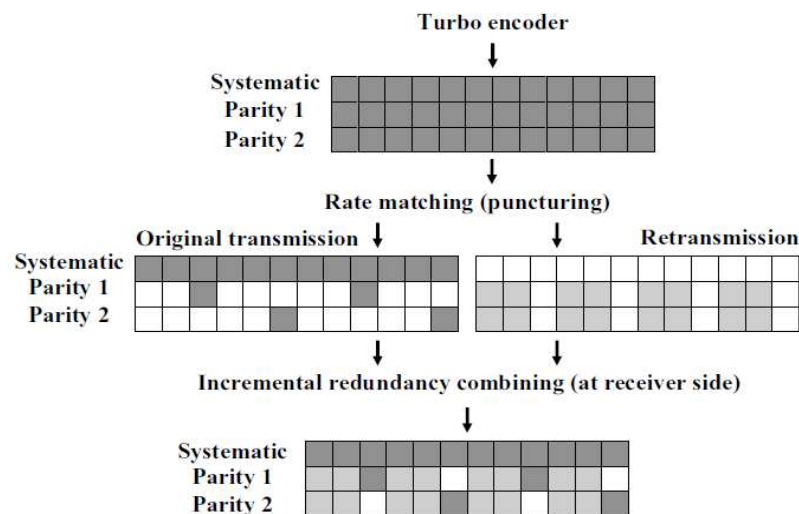 Turbo encoder
Systematic
Parity 1
Parity 2
Rate matching (puncturing)
Original transmission
Retransmission
Systematic
Parity 1
Parity 2
Incremental redundancy combining (at receiver side)
Systematic
Parity 1
Parity 2